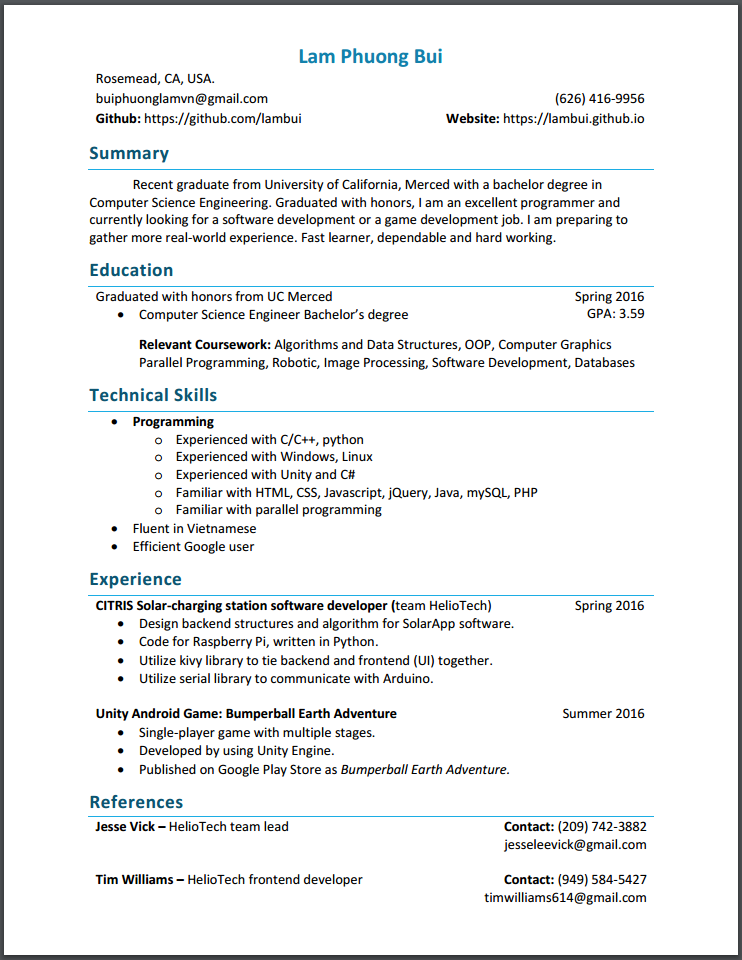 Lam Phuong Bui
Rosemead, CA, USA.
buiphuonglamvn@gmail.com (626) 416-9956
Github: https://github.com/lambui Website: https://lambui.github.io
Summary
Recent graduate from University of California, Merced with a bachelor degree in
Computer Science Engineering. Graduated with honors, I am an excellent programmer and
currently looking for a software development or a game development job. I am preparing to
gather more real-world experience. Fast learner, dependable and hard working.
Education
Graduated with honors from UC Merced Spring 2016
• Computer Science Engineer Bachelor’s degree GPA: 3.59
Relevant Coursework: Algorithms and Data Structures, OOP, Computer Graphics
Parallel Programming, Robotic, Image Processing, Software Development, Databases
Technical Skills
• Programming
o Experienced with C/C++, python
o Experienced with Windows, Linux
o Experienced with Unity and C#
o Familiar with HTML, CSS, Javascript, jQuery, Java, mySQL, PHP
o Familiar with parallel programming
• Fluent in Vietnamese
• Efficient Google user
Experience
CITRIS Solar-charging station software developer (team HelioTech) Spring 2016
• Design backend structures and algorithm for SolarApp software.
• Code for Raspberry Pi, written in Python.
• Utilize kivy library to tie backend and frontend (UI) together.
• Utilize serial library to communicate with Arduino.
Unity Android Game: Bumperball Earth Adventure Summer 2016
• Single-player game with multiple stages.
• Developed by using Unity Engine.
• Published on Google Play Store as Bumperball Earth Adventure.
References
Jesse Vick – HelioTech team lead Contact: (209) 742-3882
jesseleevick@gmail.com
Tim Williams – HelioTech frontend developer Contact: (949) 584-5427
timwilliams614@gmail.com